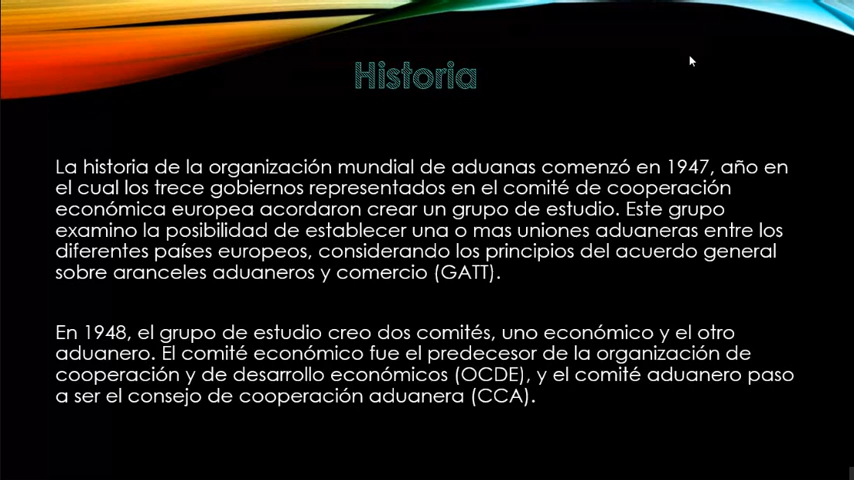 Historia
La historia de la organización mundial de aduanas comenzó en 1947, año en
el cual los trece gobiernos representados en el comité de cooperación
económica europea acordaron crear un grupo de estudio. Este grupo
examino la posibilidad de establecer una o mas uniones aduaneras entre los
diferentes países europeos, considerando los principios del acuerdo general
sobre aranceles aduaneros y comercio (GATT).
En 1948, el grupo de estudio creo dos comités, uno económico y el otro
aduanero. El comité económico fue el predecesor de la organización de
cooperación y de desarrollo económicos (OCDE), y el comité aduanero paso
a ser el consejo de cooperación aduanera (CCA).